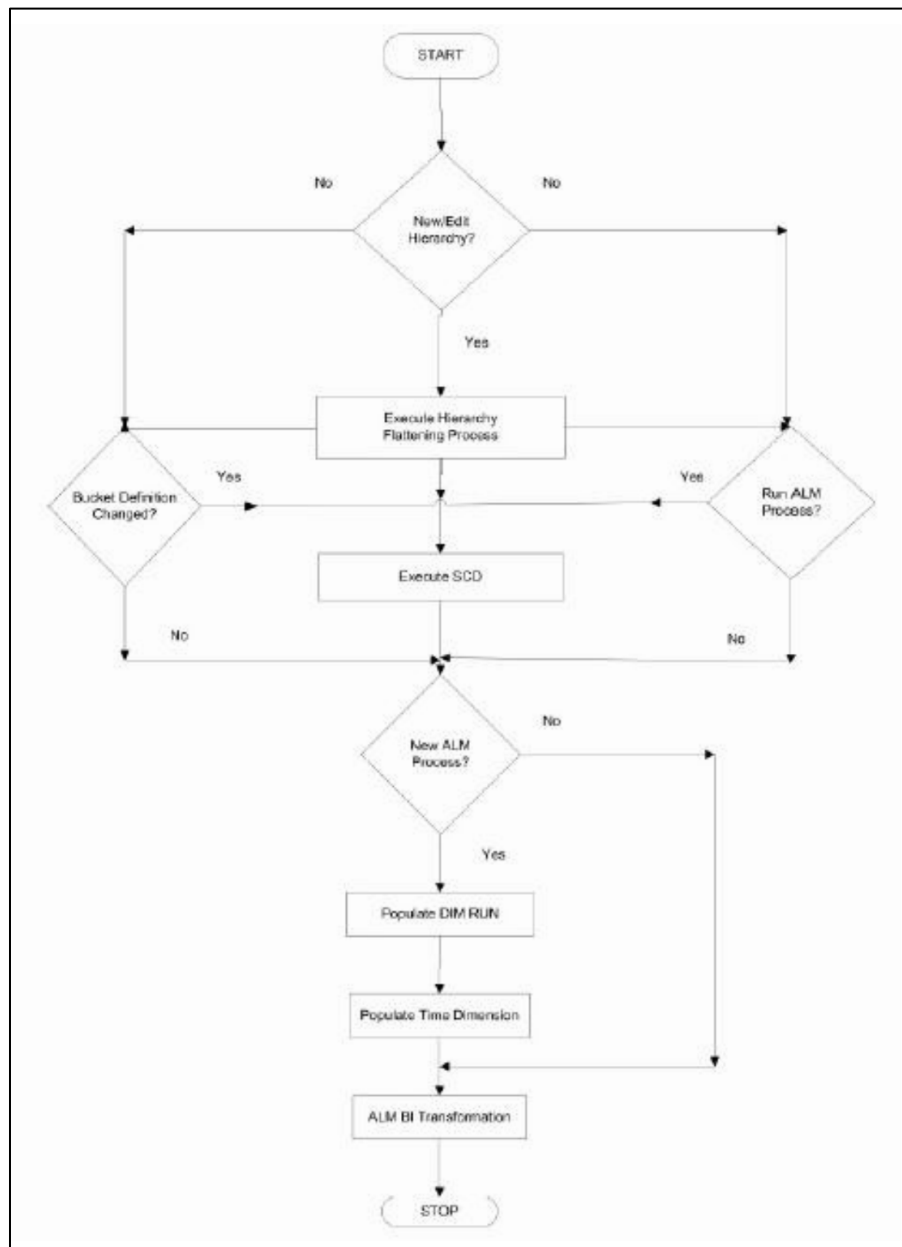 START
No
No
New/Edit
Hierarchy?
Yes
Execute Hierarchy
Flattening Process
Yes
Yes
Bucket Definition
Changed?
Run ALM
Process?
Execute SCD
No
No
No
New ALM
Process?
Yes
Populate DIM RUN
Populate Time Dimension
ALM BI Transformation
STOP